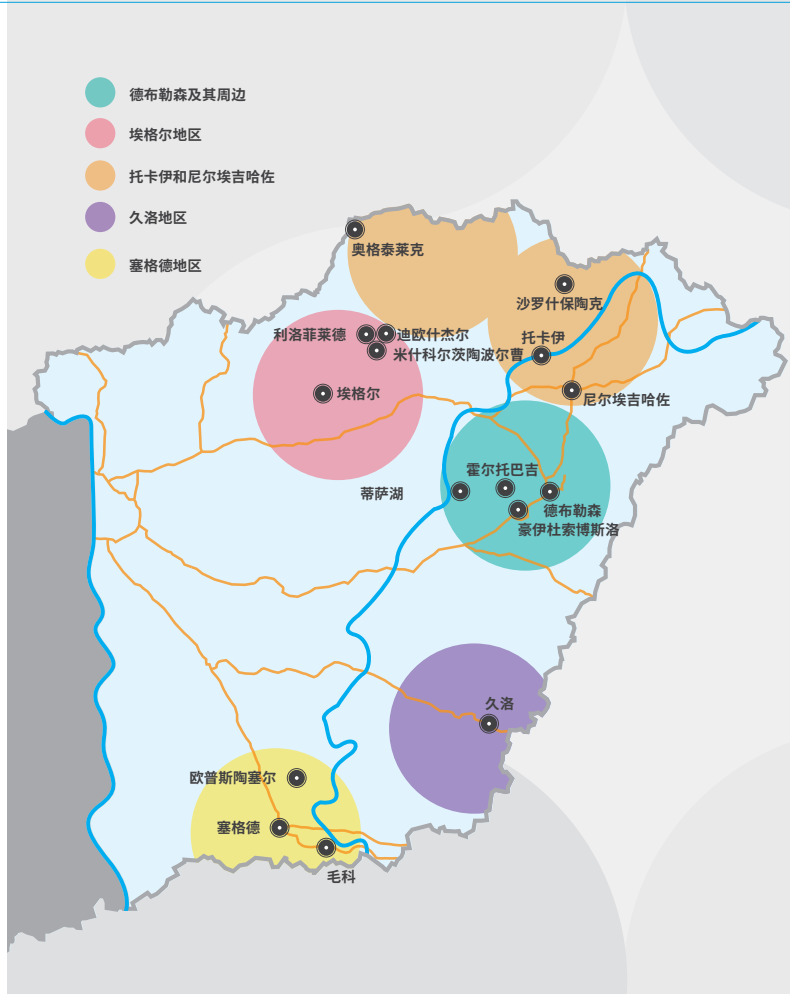 德布勒森及其周边
埃格尔地区
托卡伊和尼尔埃吉哈佐
久洛地区
塞格德地区
奥格泰莱克
沙罗什保陶克
利洛菲莱德
迪欧什杰尔
托卡伊
米什科尔茨陶波尔曹
埃格尔
尼尔埃吉哈佐
霍尔托巴吉
蒂萨湖
德布勒森
豪伊杜索博斯洛
久洛
欧普斯陶塞尔
塞格德
毛科